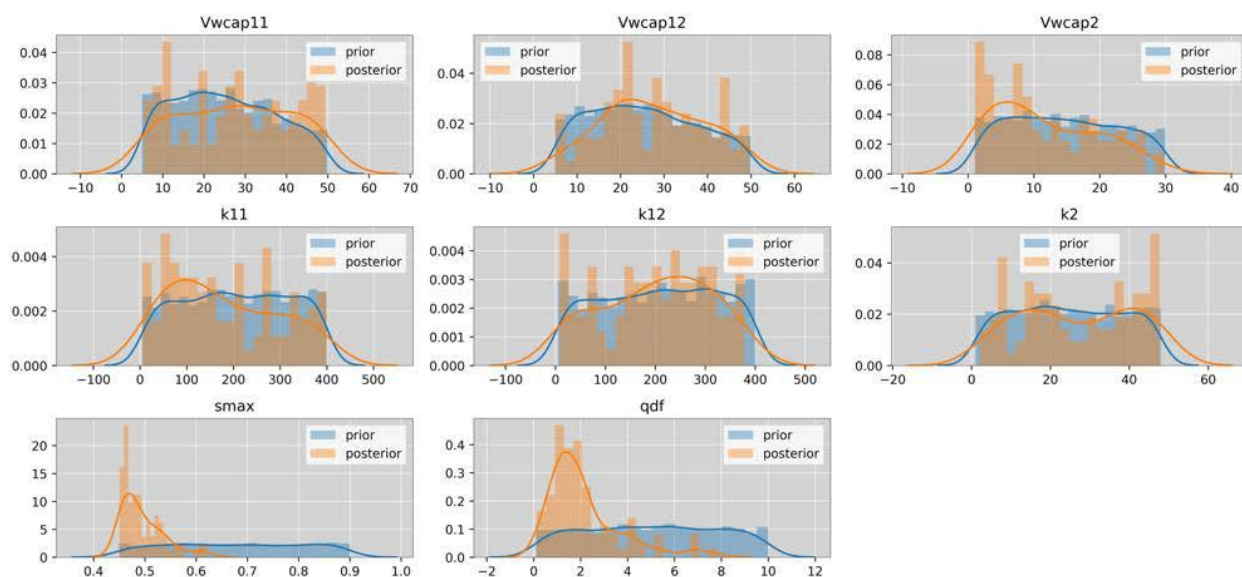 Vwcap11
Vwcap12
Vwcap2
prior
posterior
0.04
0.03
0.02
0.01
0.00
−10 0 10 20 30 40 50 60 70
prior
posterior
0.04
0.02
0.00
−10 0 10 20 30 40 50 60
prior
posterior
0.08
0.06
0.04
0.02
0.00
−10 0 10 20 30 40
k11
k12
k2
prior
posterior
0.004
0.002
0.000
−100 0 100 200 300 400 500
prior
posterior
0.004
0.003
0.002
0.001
0.000
−100 0 100 200 300 400 500
prior
posterior
0.04
0.02
0.00
−20 0 20 40 60
smax
qdf
prior
posterior
20
15
10
5
0
0.4 0.5 0.6 0.7 0.8 0.9 1.0
prior
posterior
0.4
0.3
0.2
0.1
0.0
−2 0 2 4 6 8 10 12